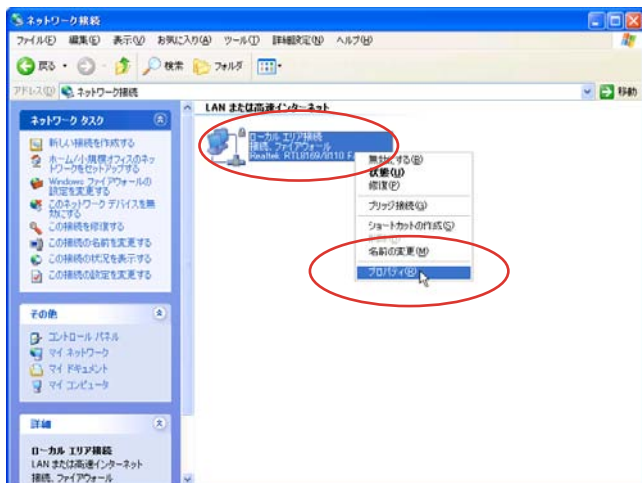 ネットワーク接続
ファイル(F) 編集(E) 表示(V) お気に入り(A) ツール(T) 詳細設定(N) ヘルプ(H)
戻る 検索 フォルダ
アドレス(D) ネットワーク接続 移動
ネットワーク タスク
新しい接続を作成する
ホーム/小規模オフィスのネットワークをセットアップする
Windows ファイアウォールの設定を変更する
このネットワーク デバイスを無効にする
この接続を修復する
この接続の名前を変更する
この接続の状況を表示する
この接続の設定を変更する
その他
コントロール パネル
マイ ネットワーク
マイ ドキュメント
マイ コンピュータ
詳細
ローカル エリア接続
LAN または高速インターネット
接続、ファイアウォール
LAN または高速インターネット
ローカル エリア接続
接続、ファイアウォール
Realtek RTL8169/8110 F
無効にする(B)
状態(U)
修復(P)
ブリッジ接続(G)
ショートカットの作成(S)
名前の変更(M)
プロパティ(R)